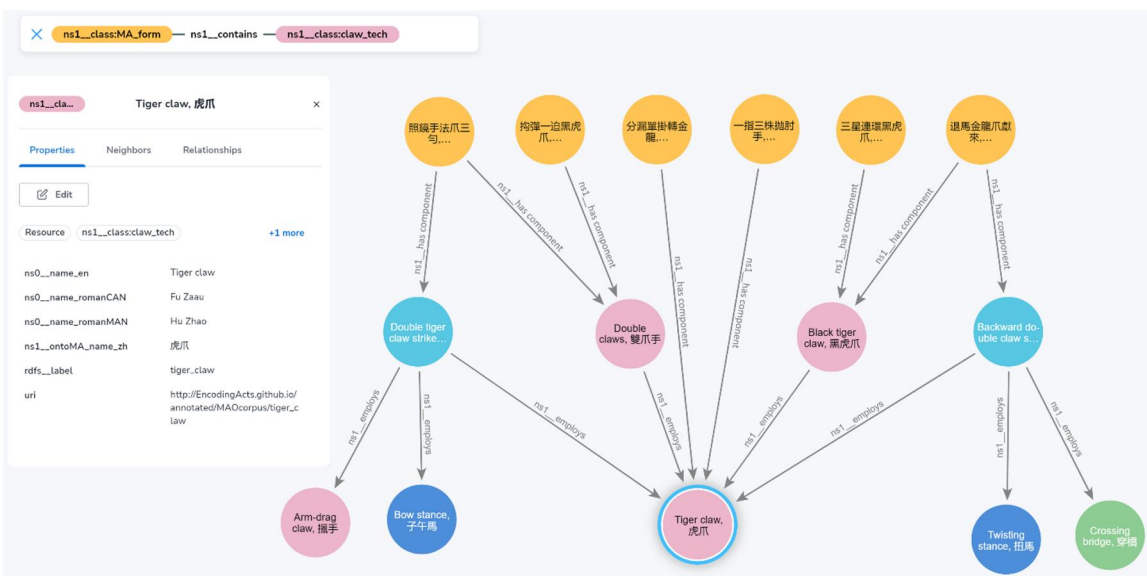 ns1__class:MA_form — ns1__contains — ns1__class:claw_tech
ns1__cla...
Tiger claw, 虎爪
Properties
Neighbors
Relationships
Edit
Resource
ns1__class:claw_tech
+1 more
ns0__name_en Tiger claw
ns0__name_romanCAN Fu Zaau
ns0__name_romanMAN Hu Zhao
ns1__ontoMA_name_zh 虎爪
rdfs__label tiger_claw
uri http://EncodingActs.github.io/
annotated/MAOcorpus/tiger_c
law
照鏡手法爪三
勻,...
拘彈一迫黑虎
爪,...
分漏單掛轉金
龍,...
一指三株拋肘
手,...
三星連環黑虎
爪,...
退馬金龍爪獻
來,...
ns1__has component
ns1__has component
ns1__has component
ns1__has component
ns1__has component
ns1__has component
ns1__has component
ns1__has component
Double tiger
claw strike...
Double
claws, 雙爪手
Black tiger
claw, 黑虎爪
Backward do-
uble claw s...
ns1__employs
ns1__employs
ns1__employs
ns1__employs
ns1__employs
ns1__employs
ns1__employs
ns1__employs
Arm-drag
claw, 攝手
Bow stance,
子午馬
Tiger claw,
虎爪
Twisting
stance, 扭馬
Crossing
bridge, 穿橋